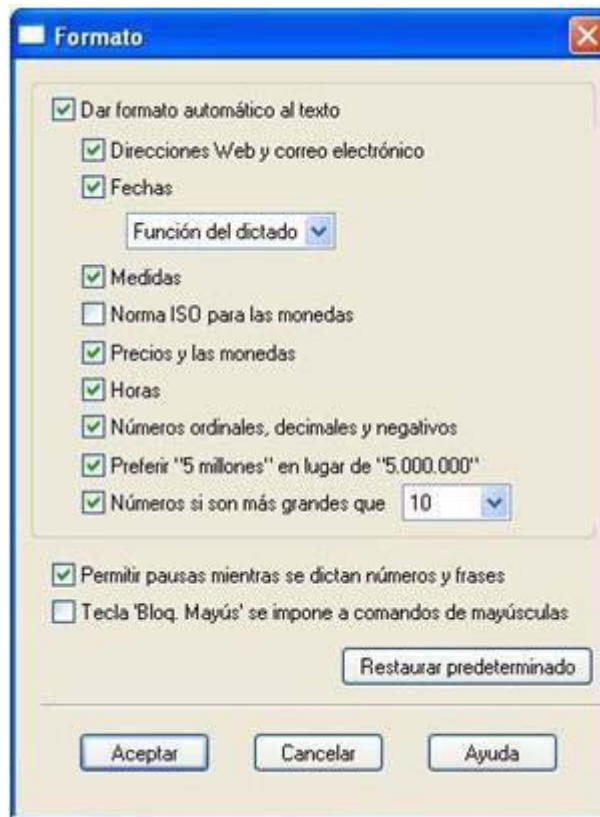 Formato
Dar formato automático al texto
Direcciones Web y correo electrónico
Fechas
Función del dictado
Medidas
Norma ISO para las monedas
Precios y las monedas
Horas
Números ordinales, decimales y negativos
Preferir "5 millones" en lugar de "5.000.000"
Números si son más grandes que 10
Permitir pausas mientras se dictan números y frases
Tecla 'Bloq. Mayús' se impone a comandos de mayúsculas
Restaurar predeterminado
Aceptar Cancelar Ayuda